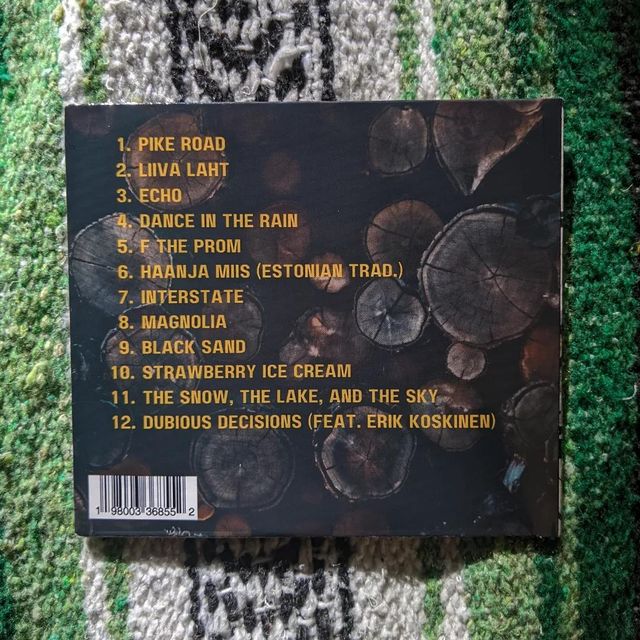 1. PIKE ROAD
2. LIIVA LAHT
3. ECHO
4. DANCE IN THE RAIN
5. F THE PROM
6. HAANJA MIIS (ESTONIAN TRAD.)
7. INTERSTATE
8. MAGNOLIA
9. BLACK SAND
10. STRAWBERRY ICE CREAM
11. THE SNOW, THE LAKE, AND THE SKY
12. DUBIOUS DECISIONS (FEAT. ERIK KOSKINEN)
1 98003 36855 2